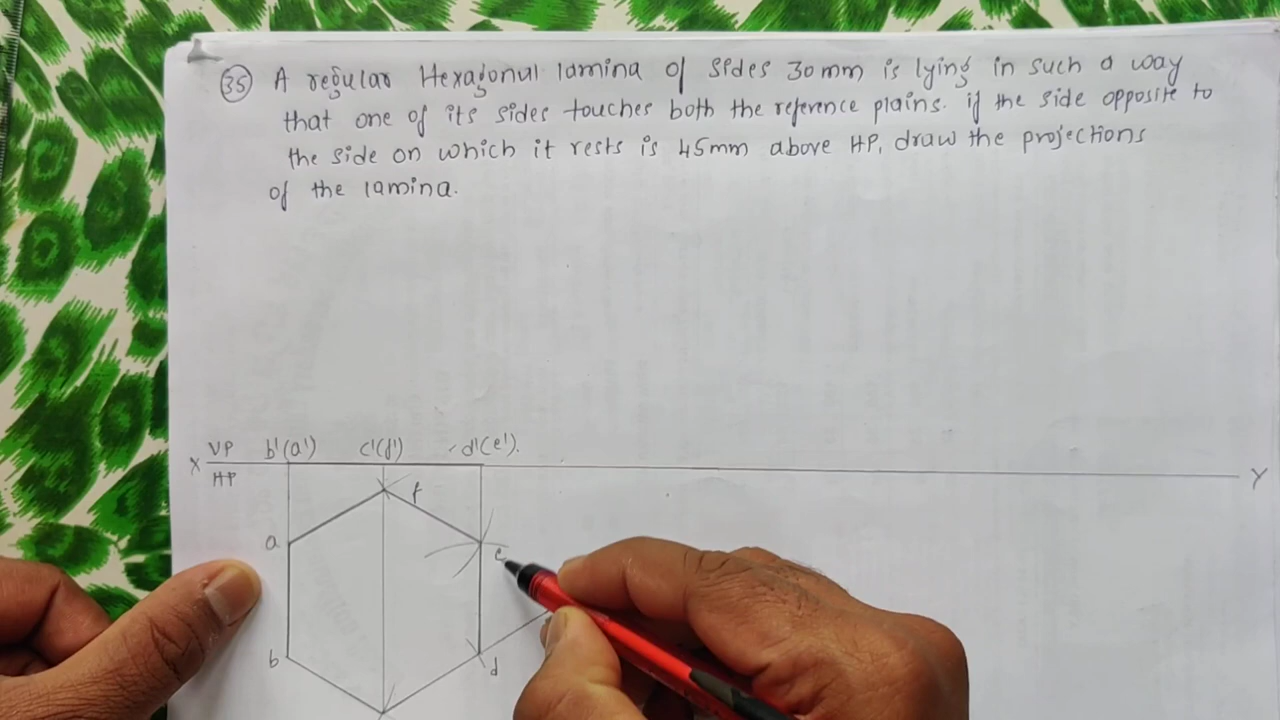 35 A regular Hexagonal lamina of sides 30mm is lying in such a way
that one of its sides touches both the reference plains. if the side opposite to
the side on which it rests is 45mm above HP, draw the projections
of the lamina.
VP b'(a') c'(f') d'(e').
X Y
HP
f
a e
b d